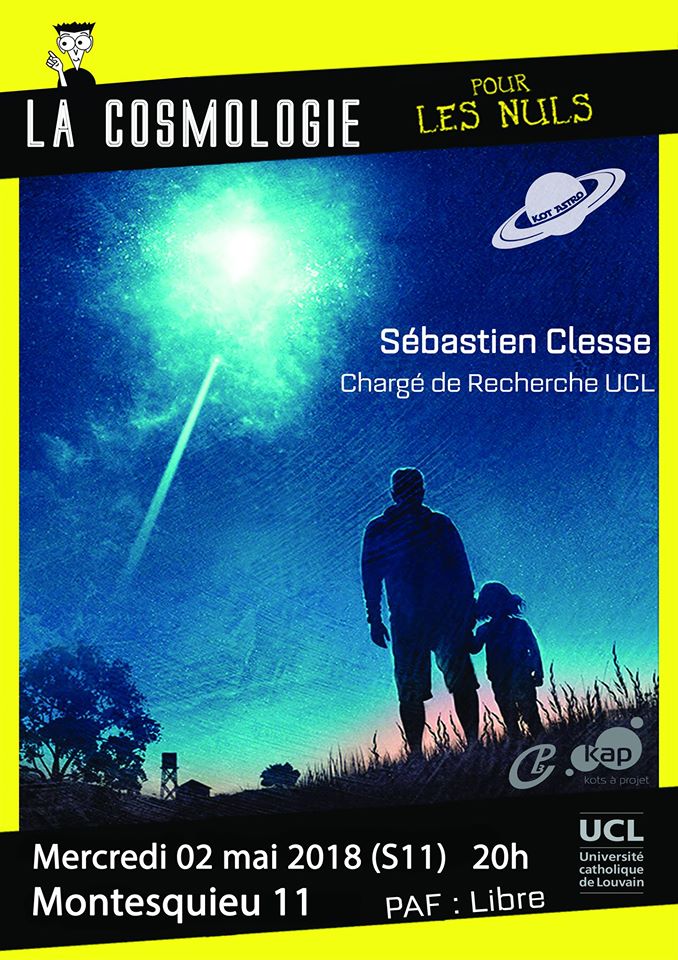 LA COSMOLOGIE
POUR
LES NULS
KOT ASTRO
Sébastien Clesse
Chargé de Recherche UCL
CP3
kap
kots à projet
UCL
Université
catholique
de Louvain
Mercredi 02 mai 2018 (S11) 20h
Montesquieu 11
PAF : Libre